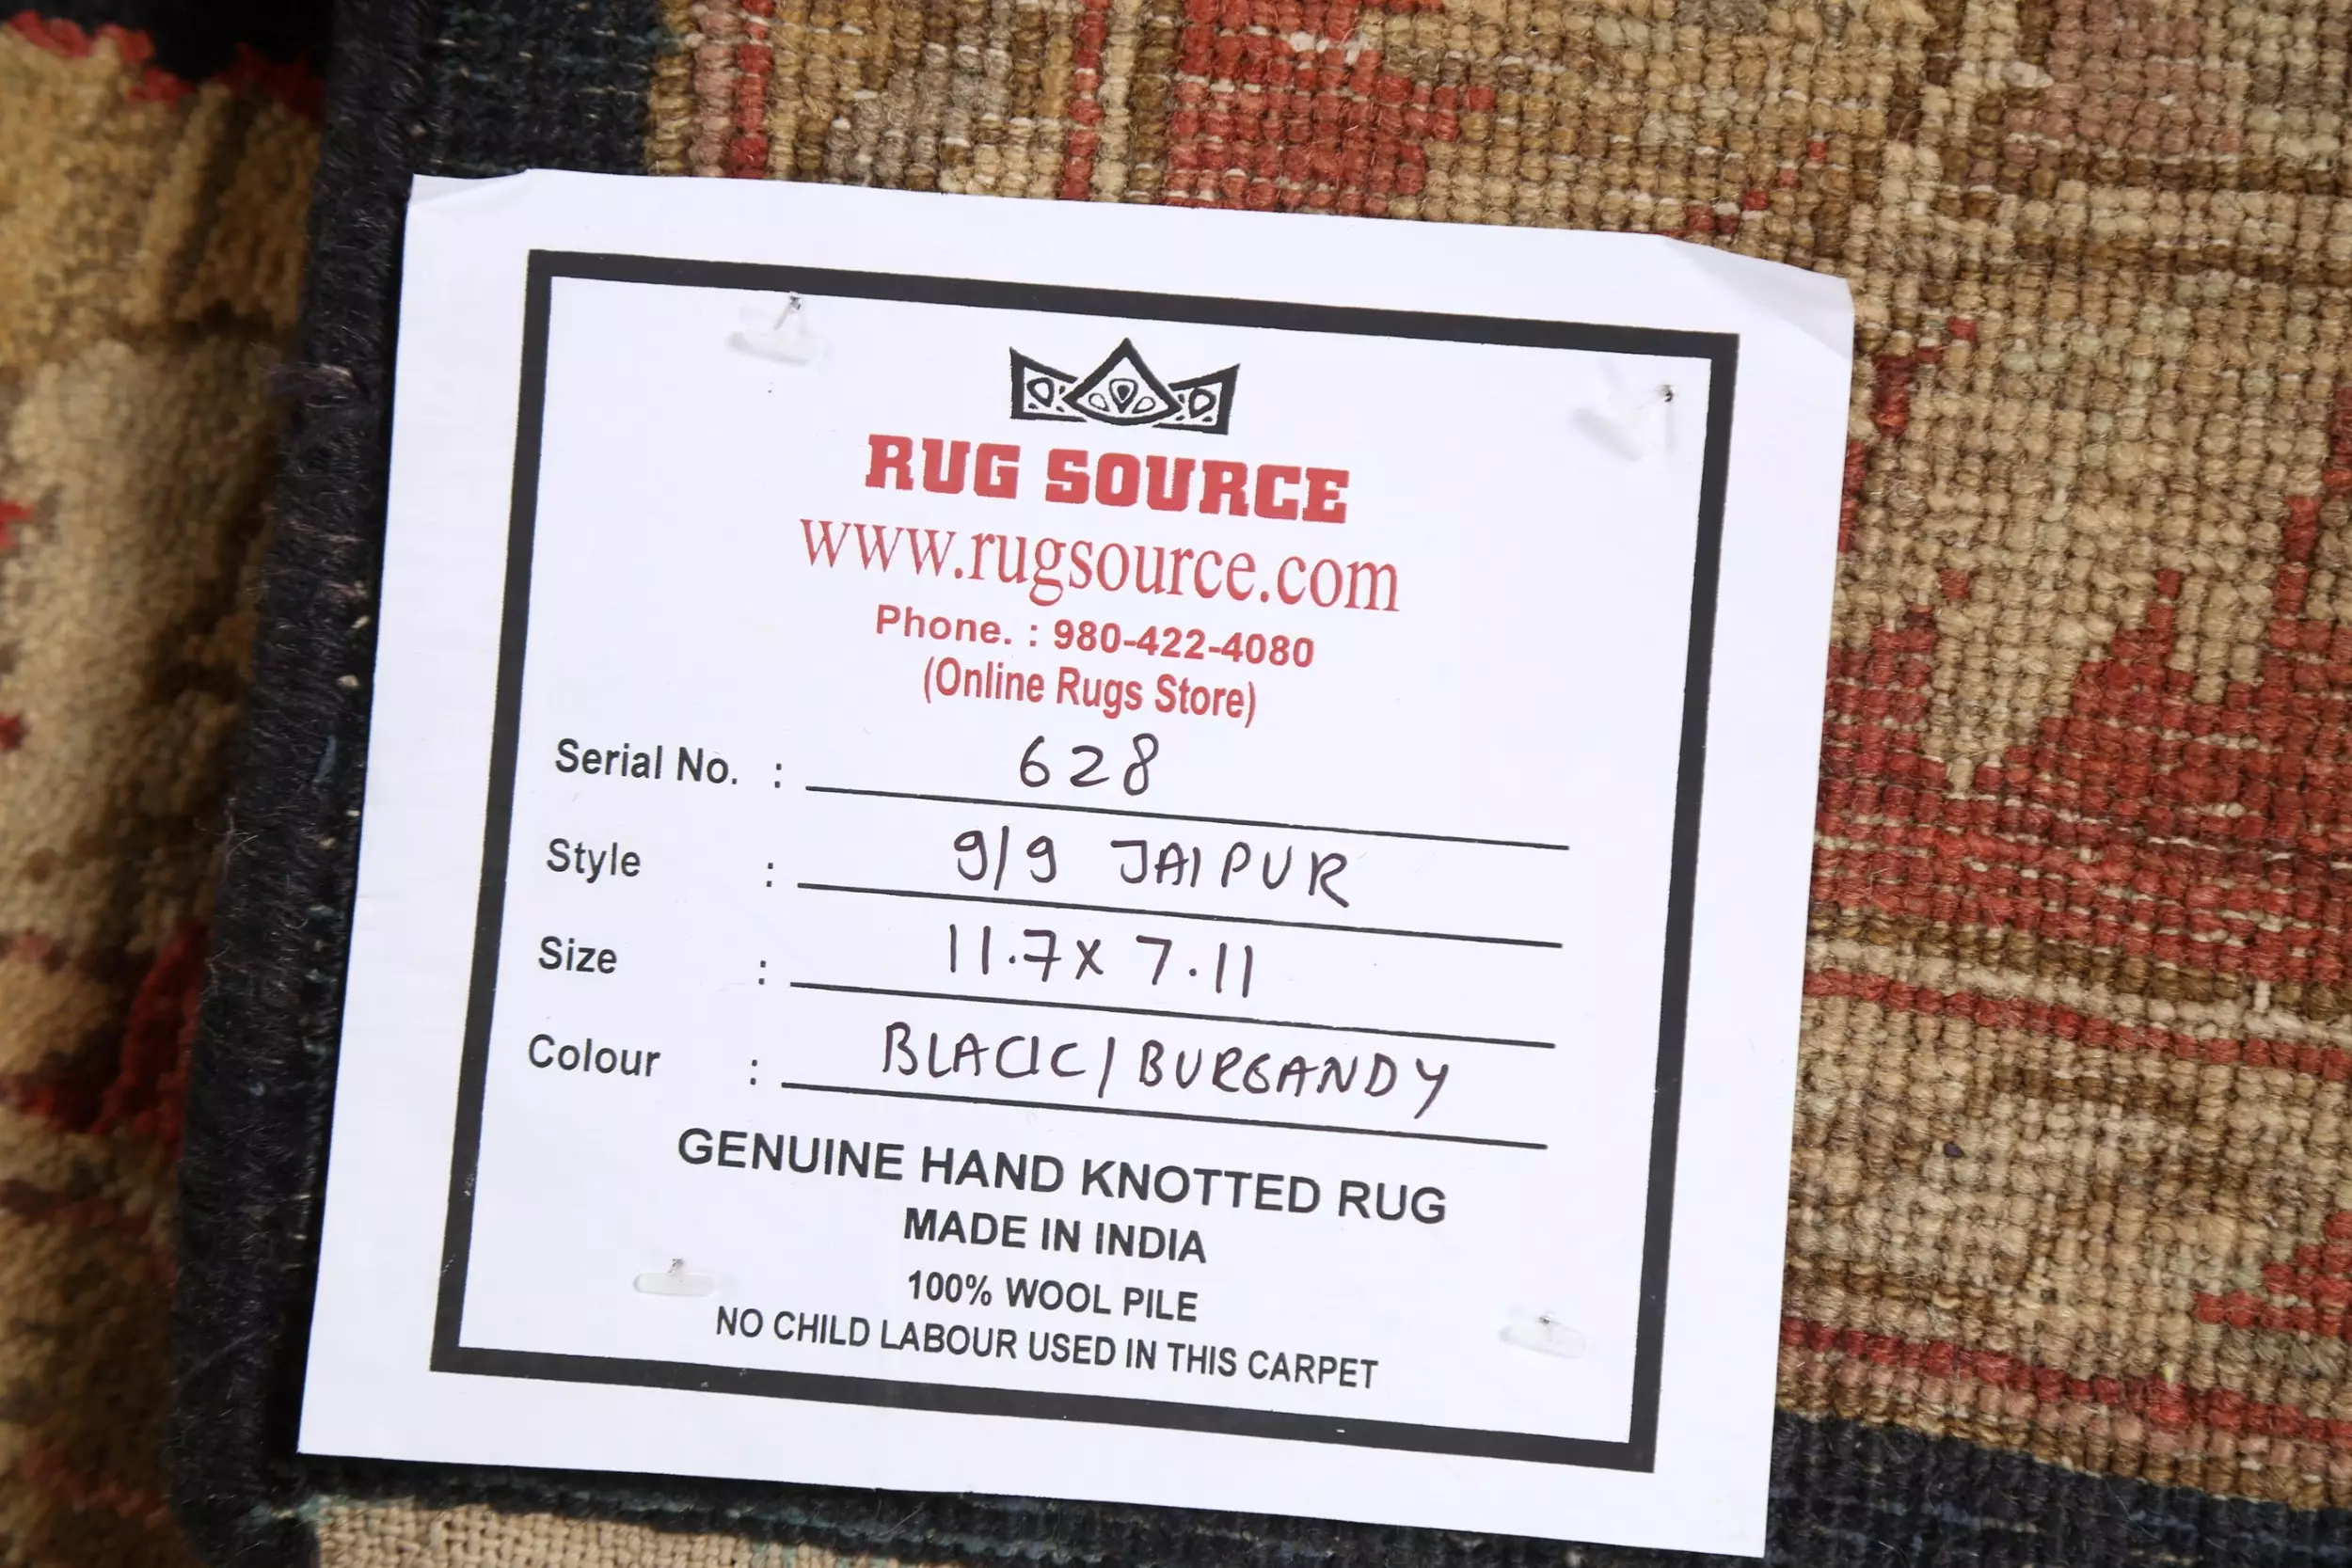 RUG SOURCE
www.rugsource.com
Phone. : 980-422-4080
(Online Rugs Store)
Serial No. : 628
Style : 9/9 JAIPUR
Size : 11.7 x 7.11
Colour : BLACK / BURGANDY
GENUINE HAND KNOTTED RUG
MADE IN INDIA
100% WOOL PILE
NO CHILD LABOUR USED IN THIS CARPET